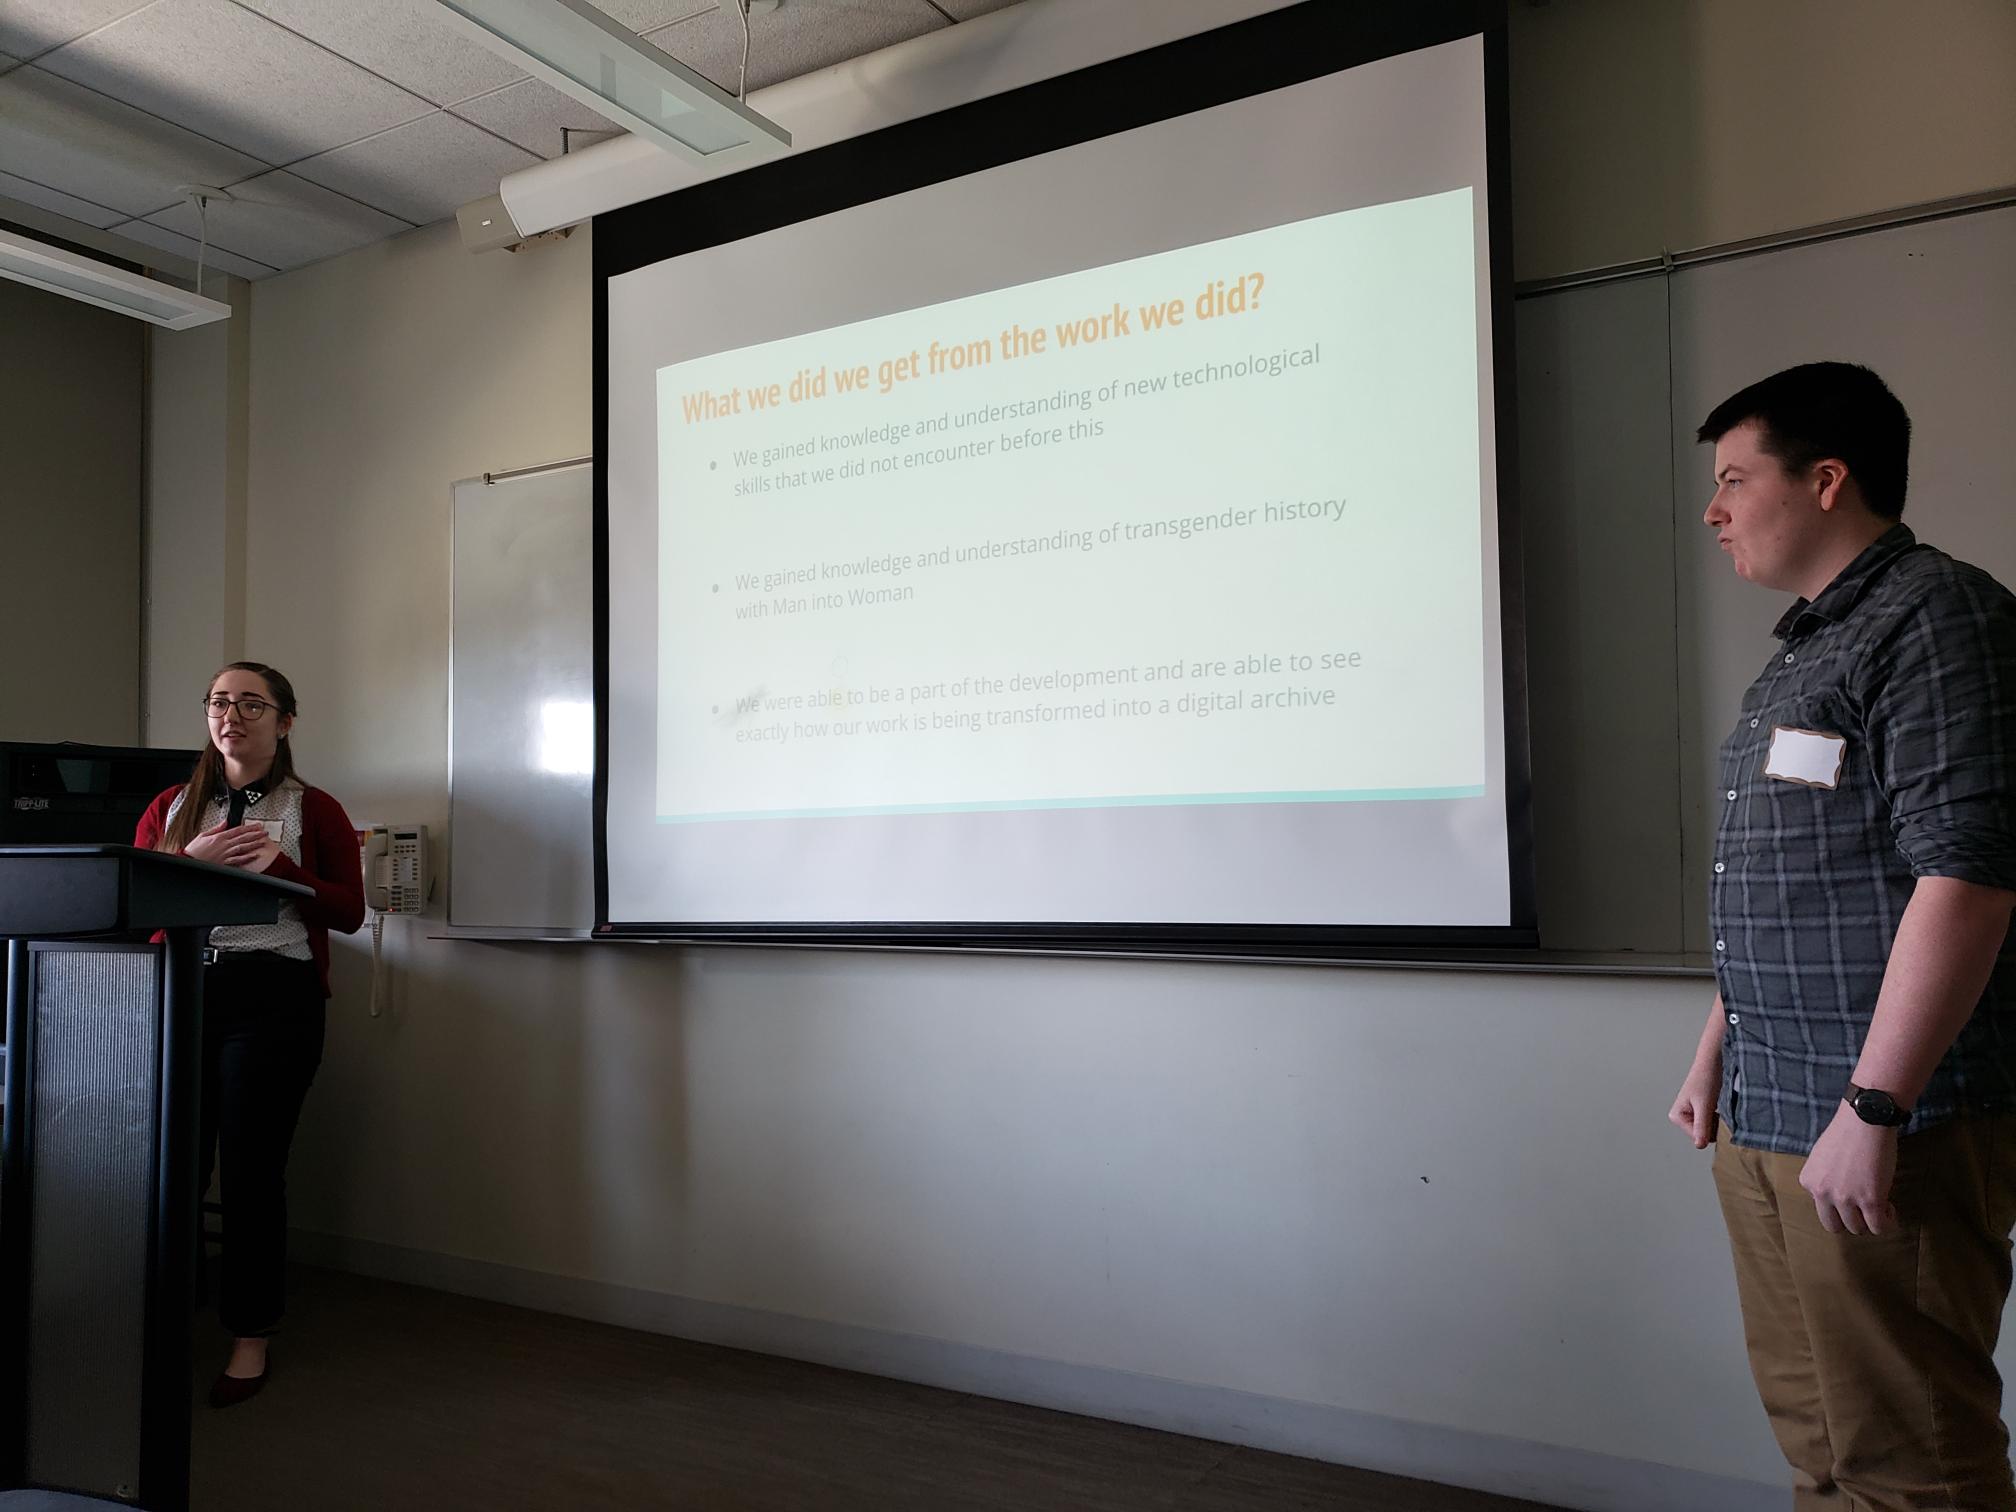 What we did we get from the work we did?
• We gained knowledge and understanding of new technological
skills that we did not encounter before this
• We gained knowledge and understanding of transgender history
with Man into Woman
• We were able to be a part of the development and are able to see
exactly how our work is being transformed into a digital archive
TRIPP-LITE